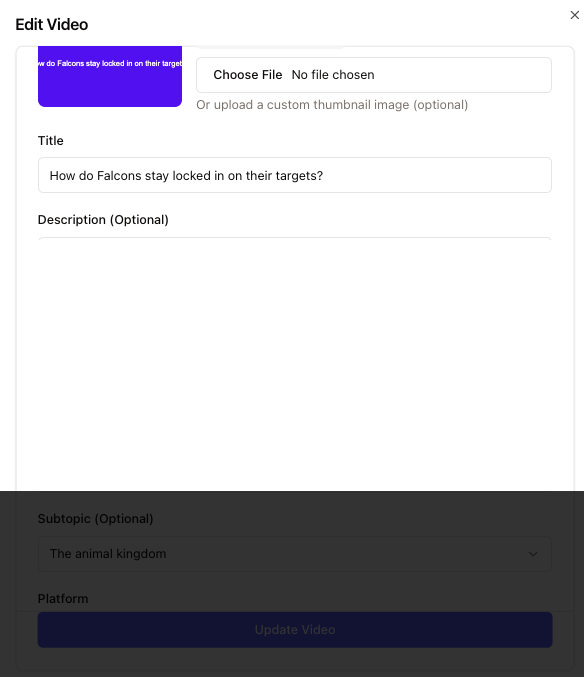 Edit Video
w do Falcons stay locked in on their target
Choose File No file chosen
Or upload a custom thumbnail image (optional)
Title
How do Falcons stay locked in on their targets?
Description (Optional)
Subtopic (Optional)
The animal kingdom
Platform
Update Video